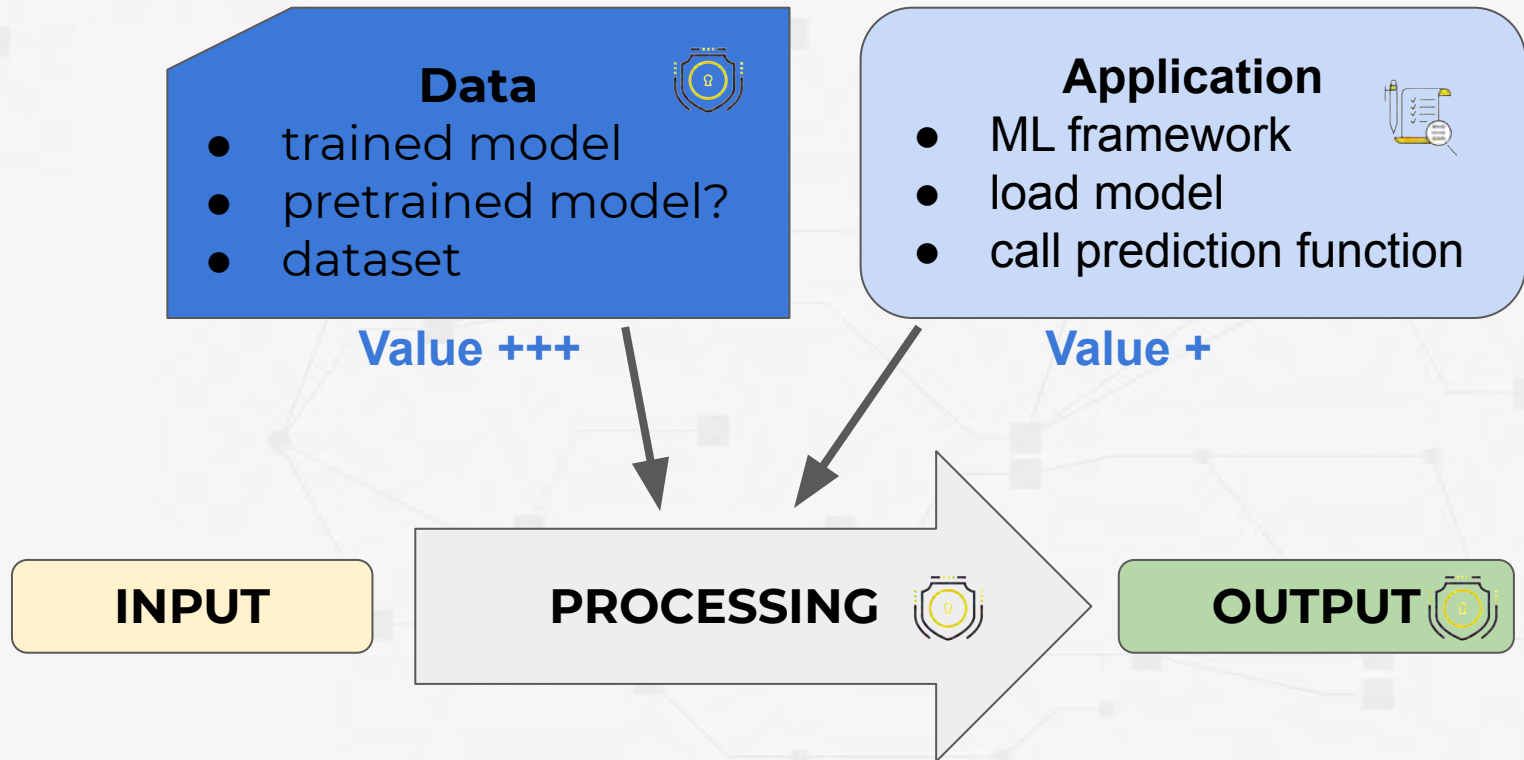 Data
● trained model
● pretrained model?
● dataset
Application
● ML framework
● load model
● call prediction function
Value +++
Value +
INPUT
PROCESSING
OUTPUT